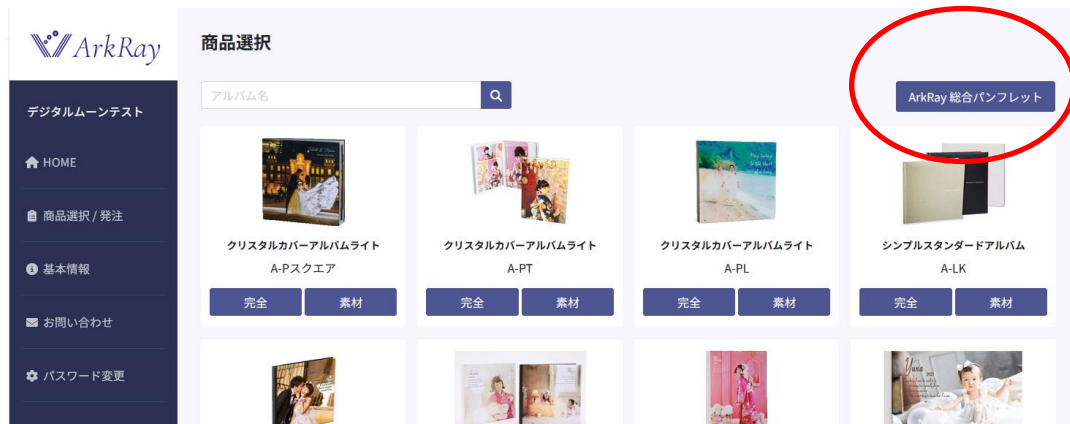 ArkRay
デジタルムーンテスト
HOME
商品選択 / 発注
基本情報
お問い合わせ
パスワード変更
商品選択
アルバム名
ArkRay 総合パンフレット
クリスタルカバーアルバムライト
A-Pスクエア
完全 素材
クリスタルカバーアルバムライト
A-PT
完全 素材
クリスタルカバーアルバムライト
A-PL
完全 素材
シンプルスタンダードアルバム
A-LK
完全 素材